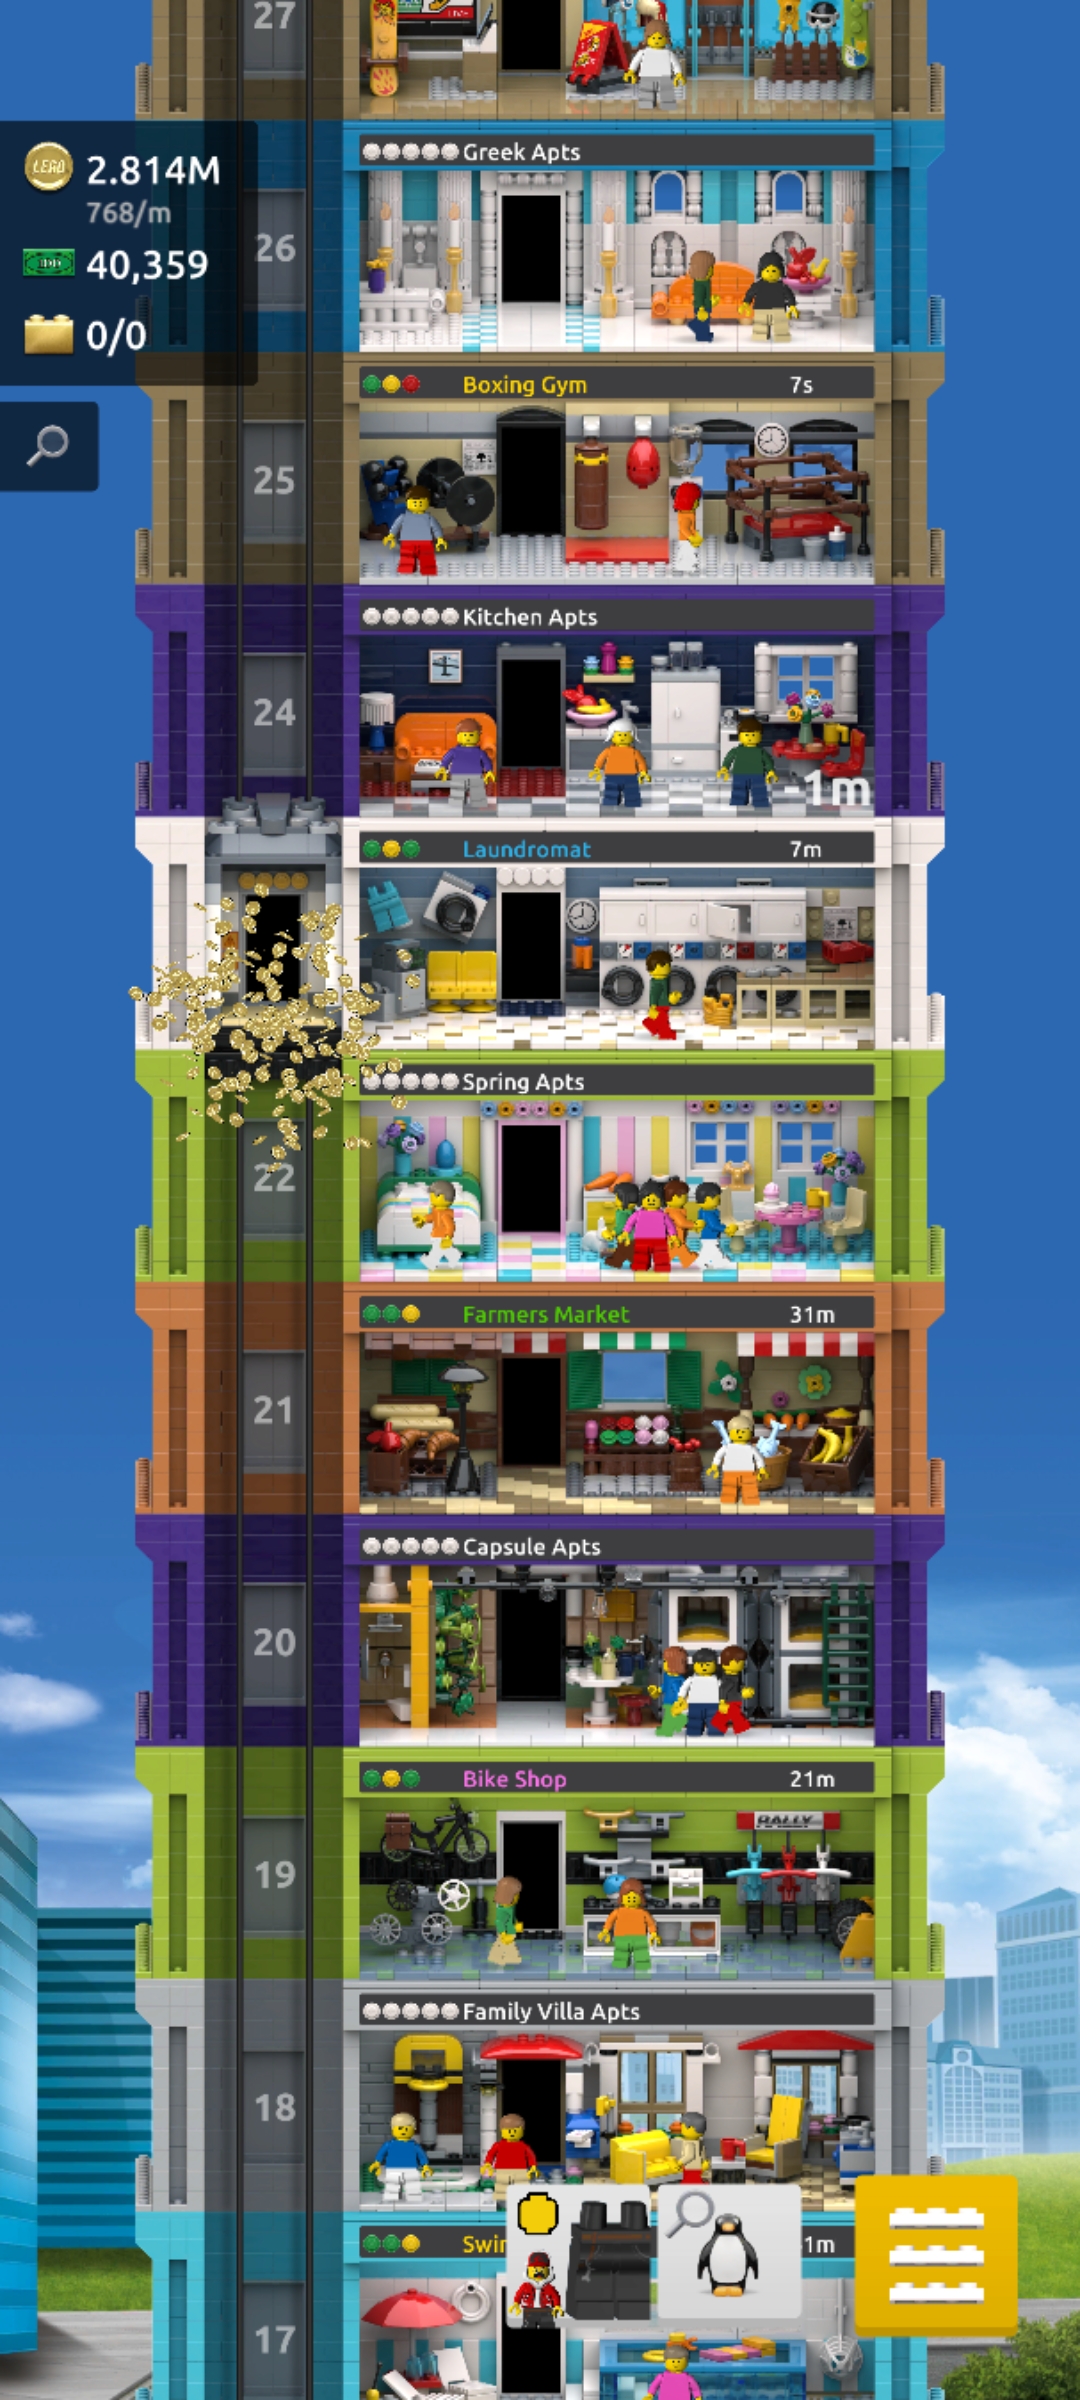 27
Greek Apts
LEGO
2.814M
768/m
26
40,359
0/0
Boxing Gym 7s
25
Kitchen Apts
24
-1m
Laundromat 7m
Spring Apts
22
Farmers Market 31m
21
Capsule Apts
20
Bike Shop 21m
RALLY
19
Family Villa Apts
18
Swi
1m
17